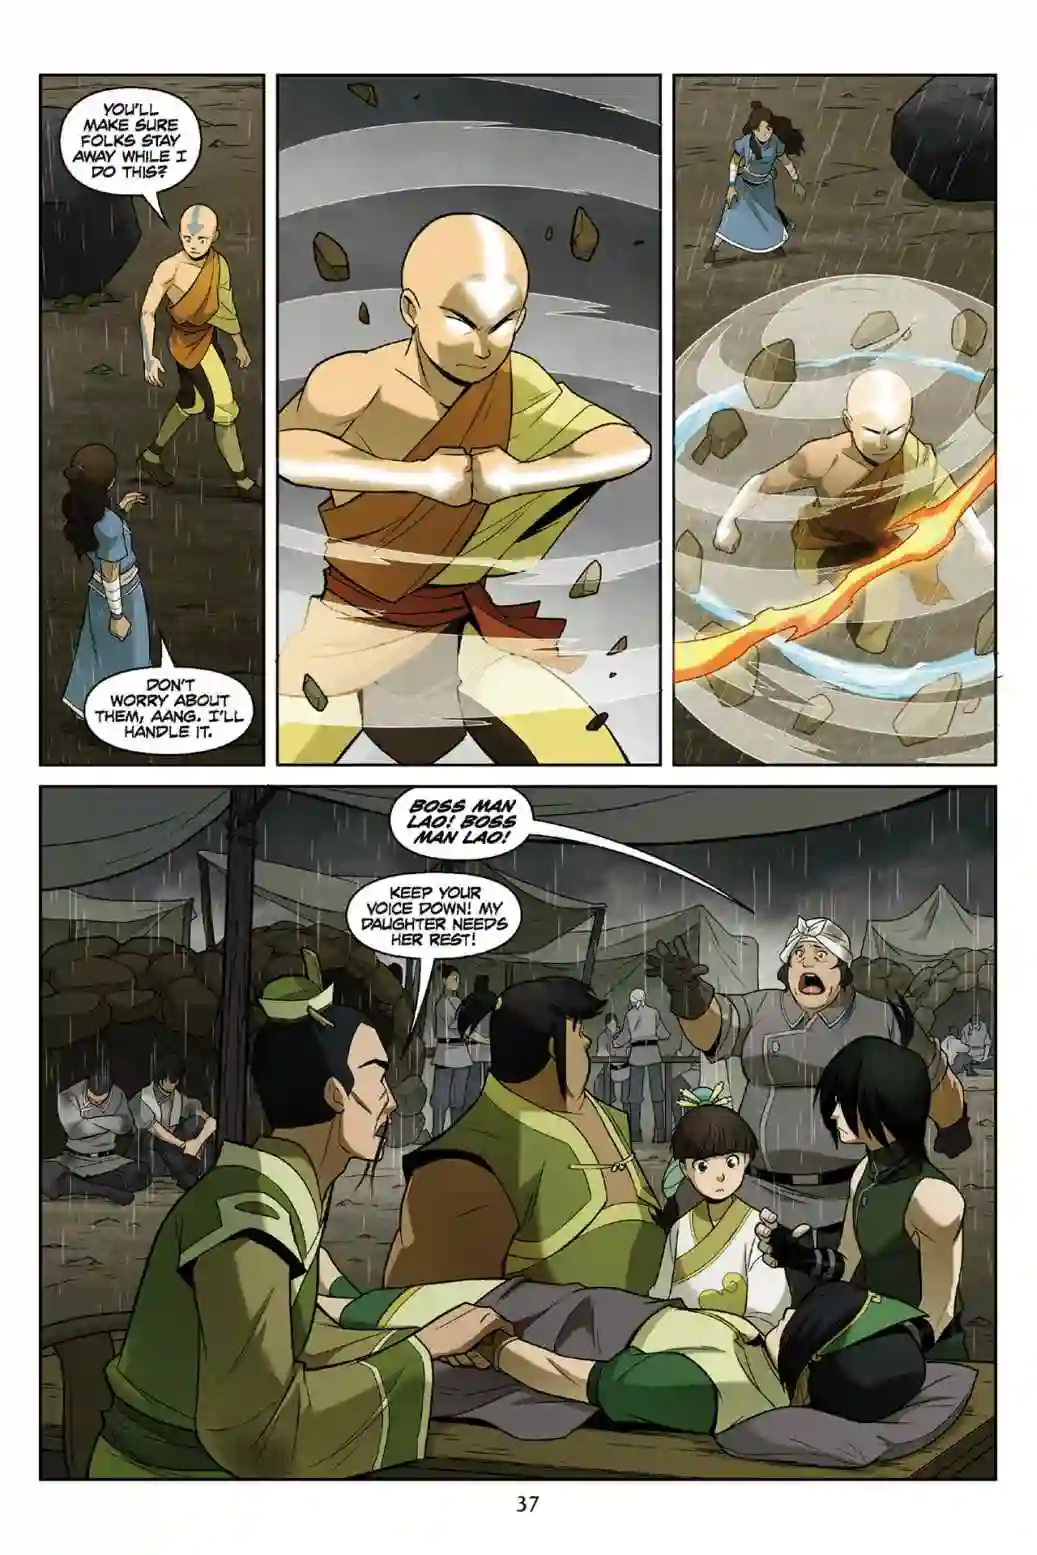 YOU'LL
MAKE SURE
FOLKS STAY
AWAY WHILE I
DO THIS?
DON'T
WORRY ABOUT
THEM, AANG. I'LL
HANDLE IT.
BOSS MAN
LAO! BOSS
MAN LAO!
KEEP YOUR
VOICE DOWN! MY
DAUGHTER NEEDS
HER REST!
37